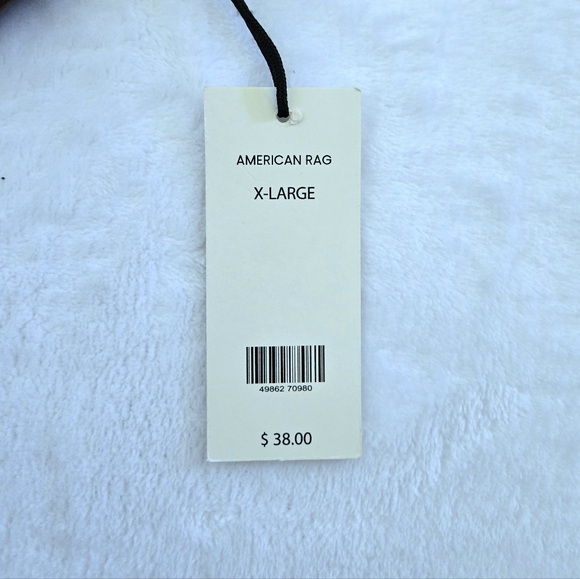 AMERICAN RAG
X-LARGE
49862 70980
$ 38.00